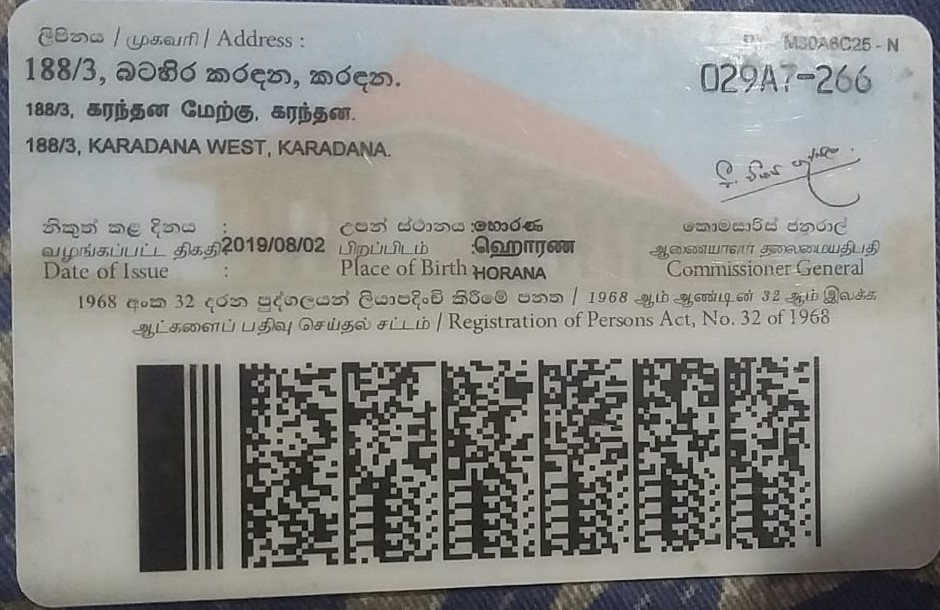 ලිපිනය / முகவரி / Address :
188/3, බටහිර කරඳන, කරඳන.
188/3, கரந்தன மேற்கு, கரந்தன.
188/3, KARADANA WEST, KARADANA.
M30A6C25 - N
029A7-266
නිකුත් කළ දිනය :
வழங்கப்பட்ட திகதி:2019/08/02
Date of Issue :
උපන් ස්ථානය :හොරණ
பிறப்பிடம் :ஹொரண
Place of Birth :HORANA
කොමසාරිස් ජනරාල්
ஆணையாளர் தலைமையதிபதி
Commissioner General
1968 අංක 32 දරන පුද්ගලයන් ලියාපදිංචි කිරීමේ පනත / 1968 ஆம் ஆண்டின் 32 ஆம் இலக்க
ஆட்களைப் பதிவு செய்தல் சட்டம் / Registration of Persons Act, No. 32 of 1968